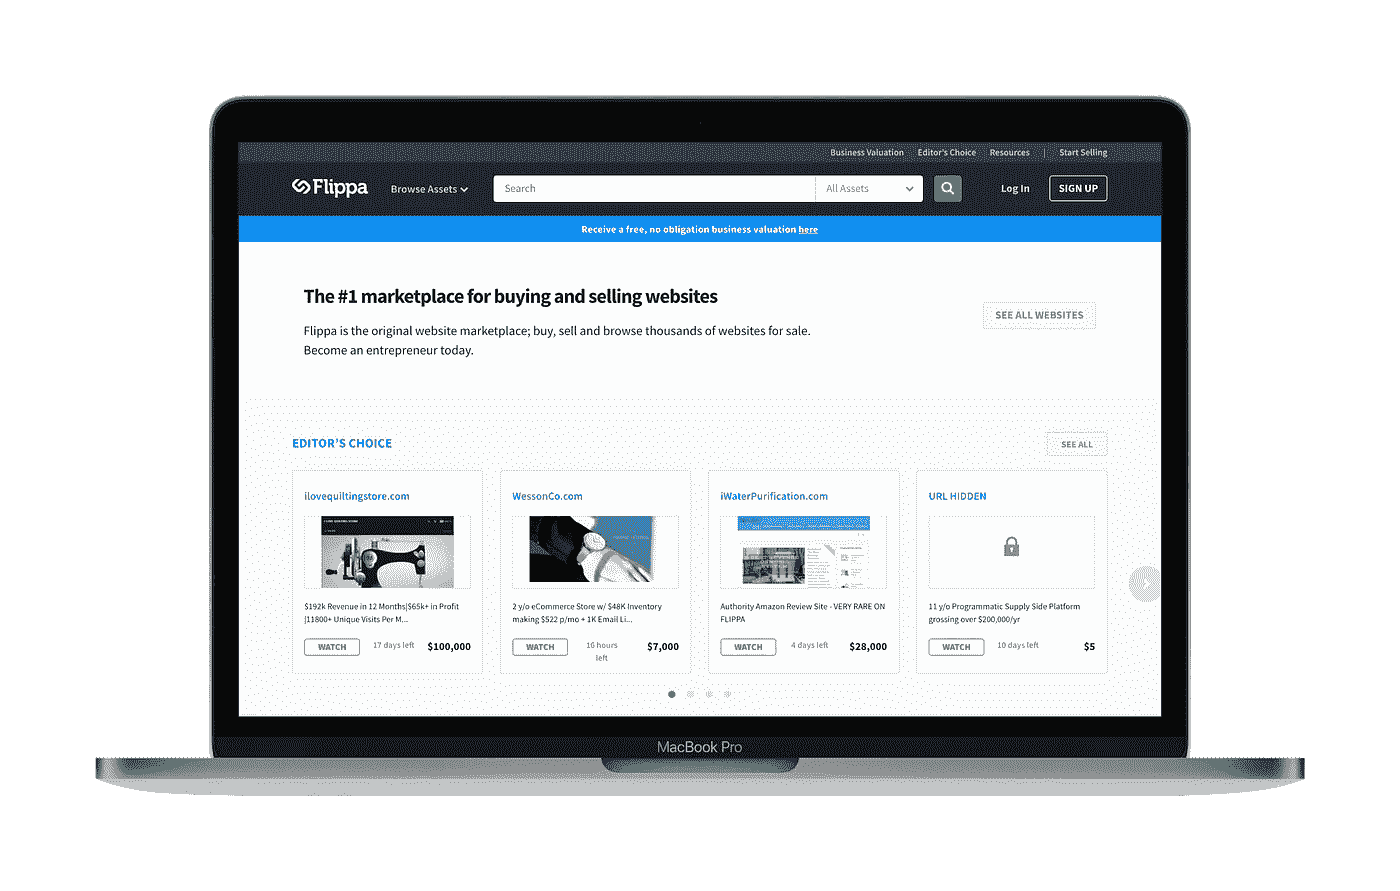 Business Valuation Editor's Choice Resources | Start Selling
Flippa Browse Assets Search All Assets Log In SIGN UP
Receive a free, no obligation business valuation here
The #1 marketplace for buying and selling websites
SEE ALL WEBSITES
Flippa is the original website marketplace; buy, sell and browse thousands of websites for sale.
Become an entrepreneur today.
EDITOR'S CHOICE
SEE ALL
ilovequiltingstore.com
$192k Revenue in 12 Months|$65k+ in Profit
|11800+ Unique Visits Per M...
WATCH 17 days left $100,000
WessonCo.com
2 y/o eCommerce Store w/ $48K Inventory
making $522 p/mo + 1K Email Li...
WATCH 16 hours left $7,000
iWaterPurification.com
Authority Amazon Review Site - VERY RARE ON
FLIPPA
WATCH 4 days left $28,000
URL HIDDEN
11 y/o Programmatic Supply Side Platform
grossing over $200,000/yr
WATCH 10 days left $5
MacBook Pro